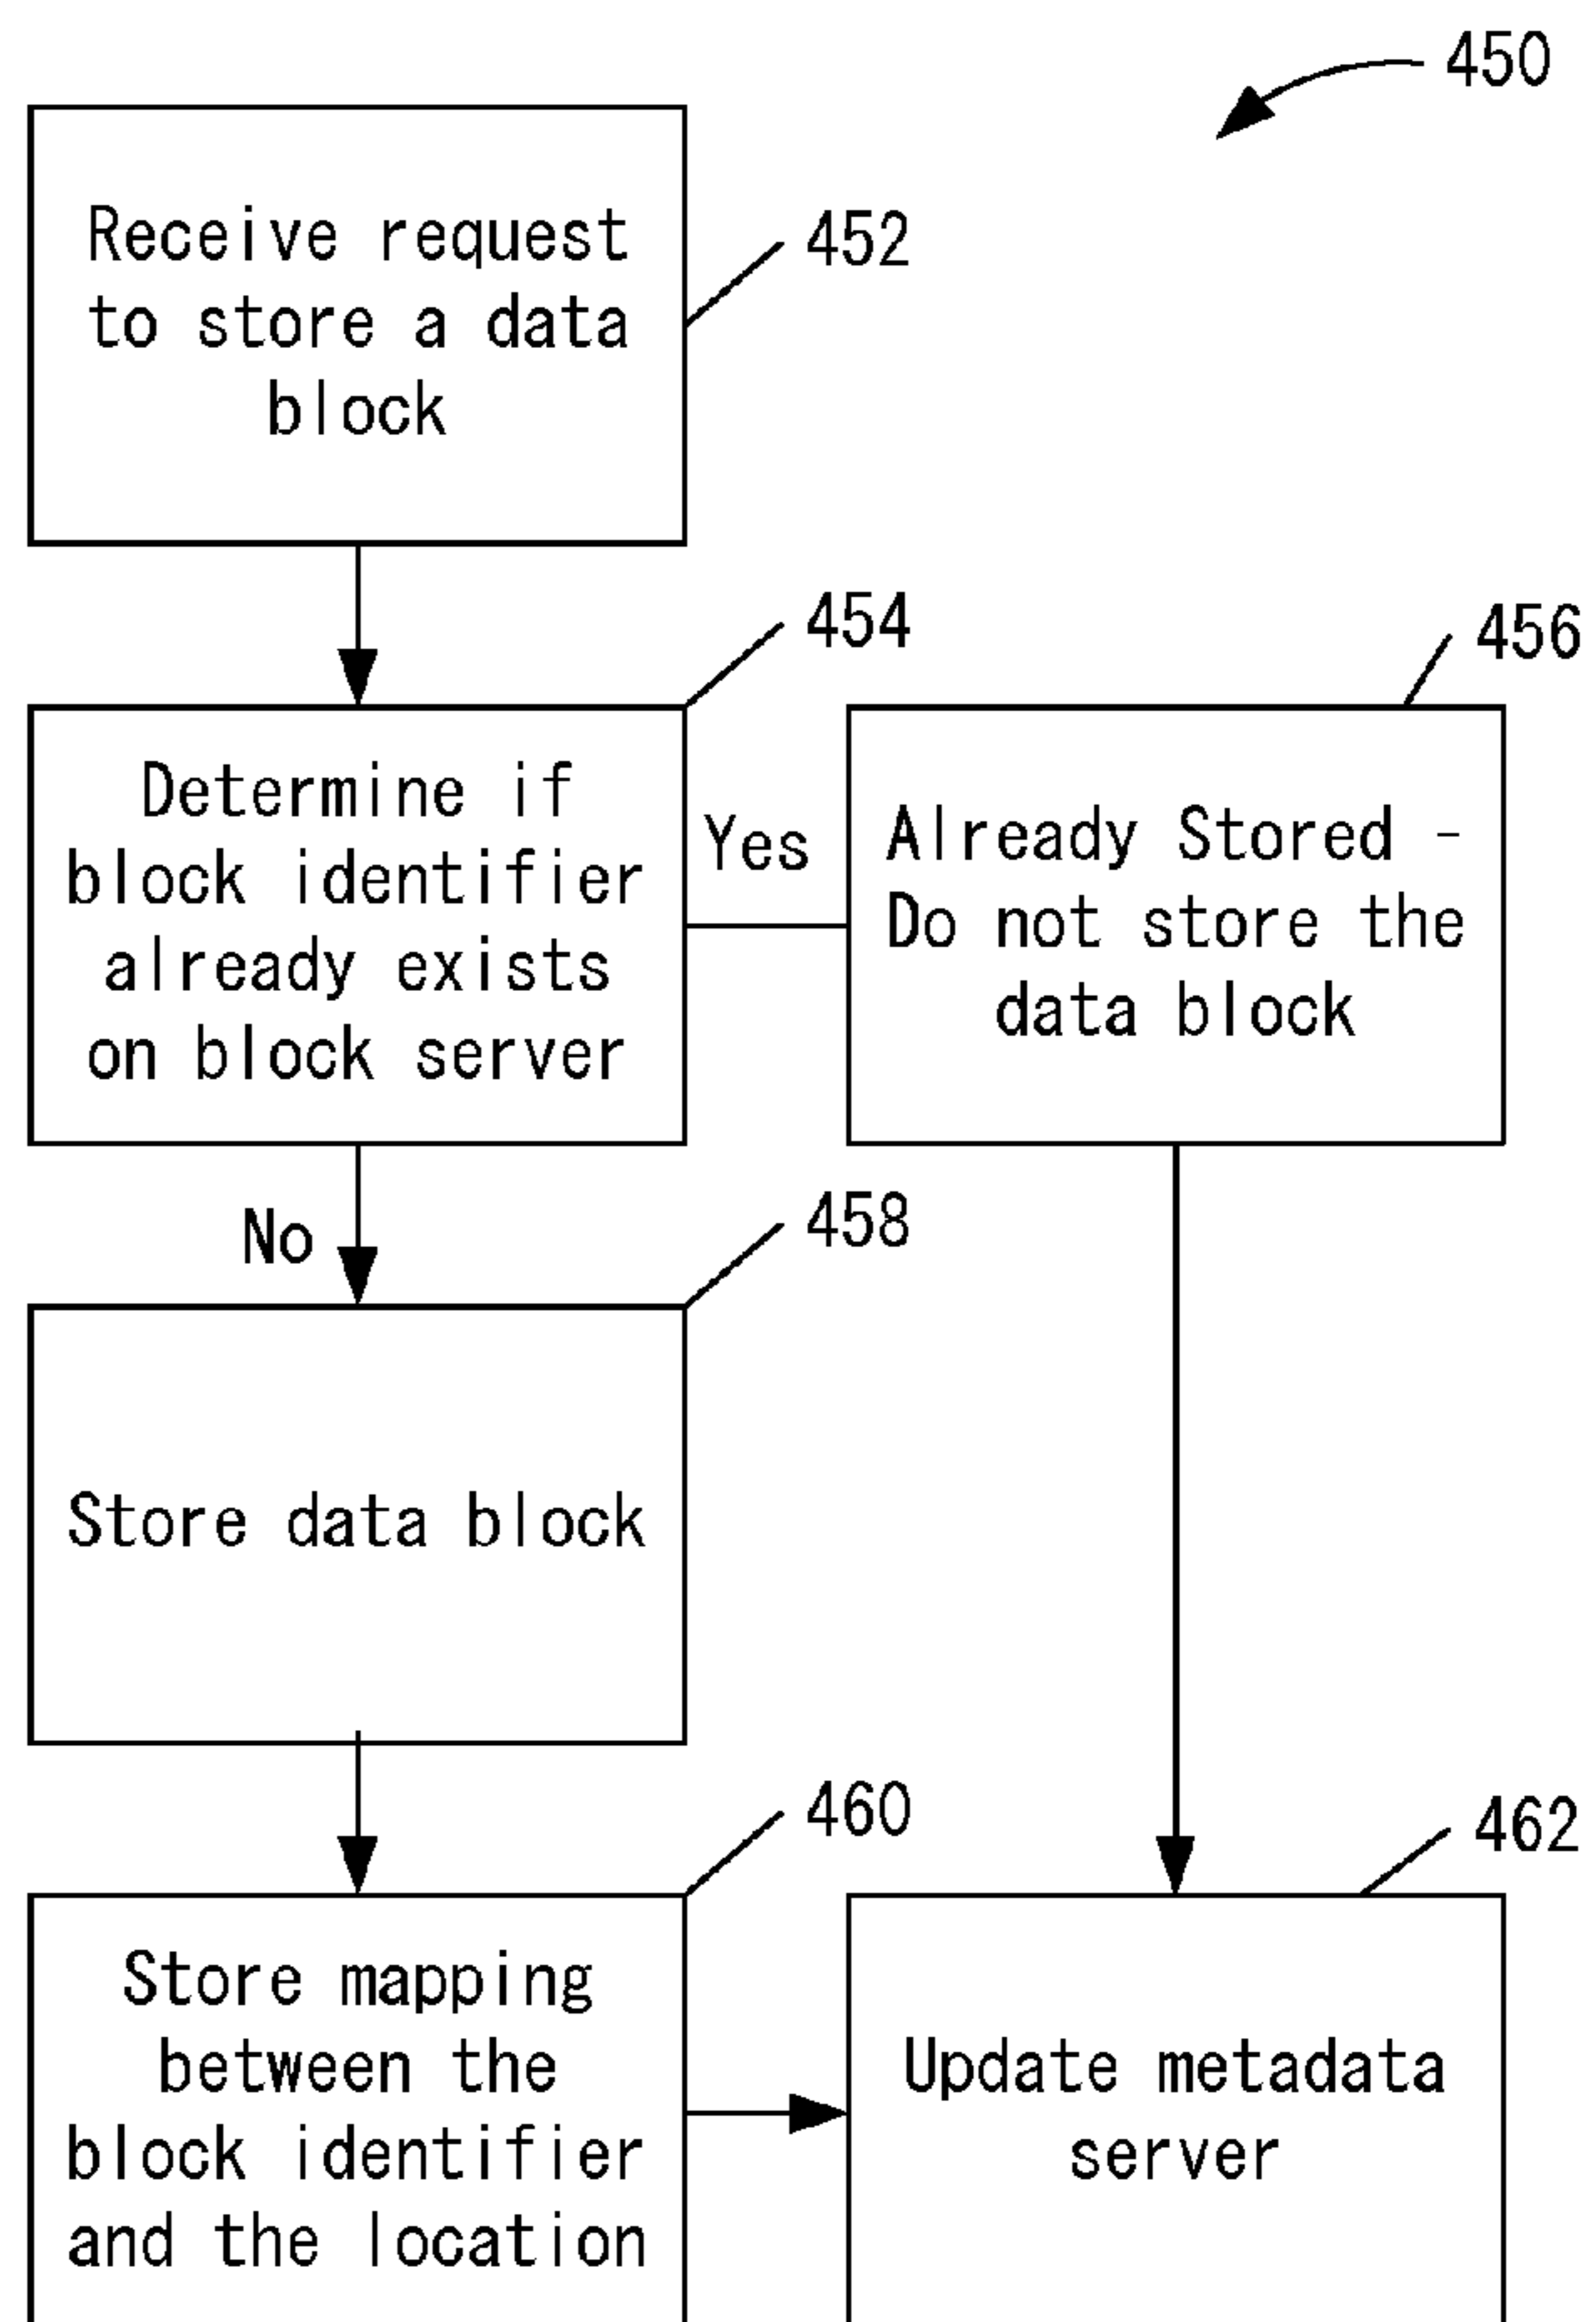 450
Receive request
to store a data
block
452
454
456
Determine if
block identifier
already exists
on block server
Yes
Already Stored -
Do not store the
data block
No
458
Store data block
460
462
Store mapping
between the
block identifier
and the location
Update metadata
server